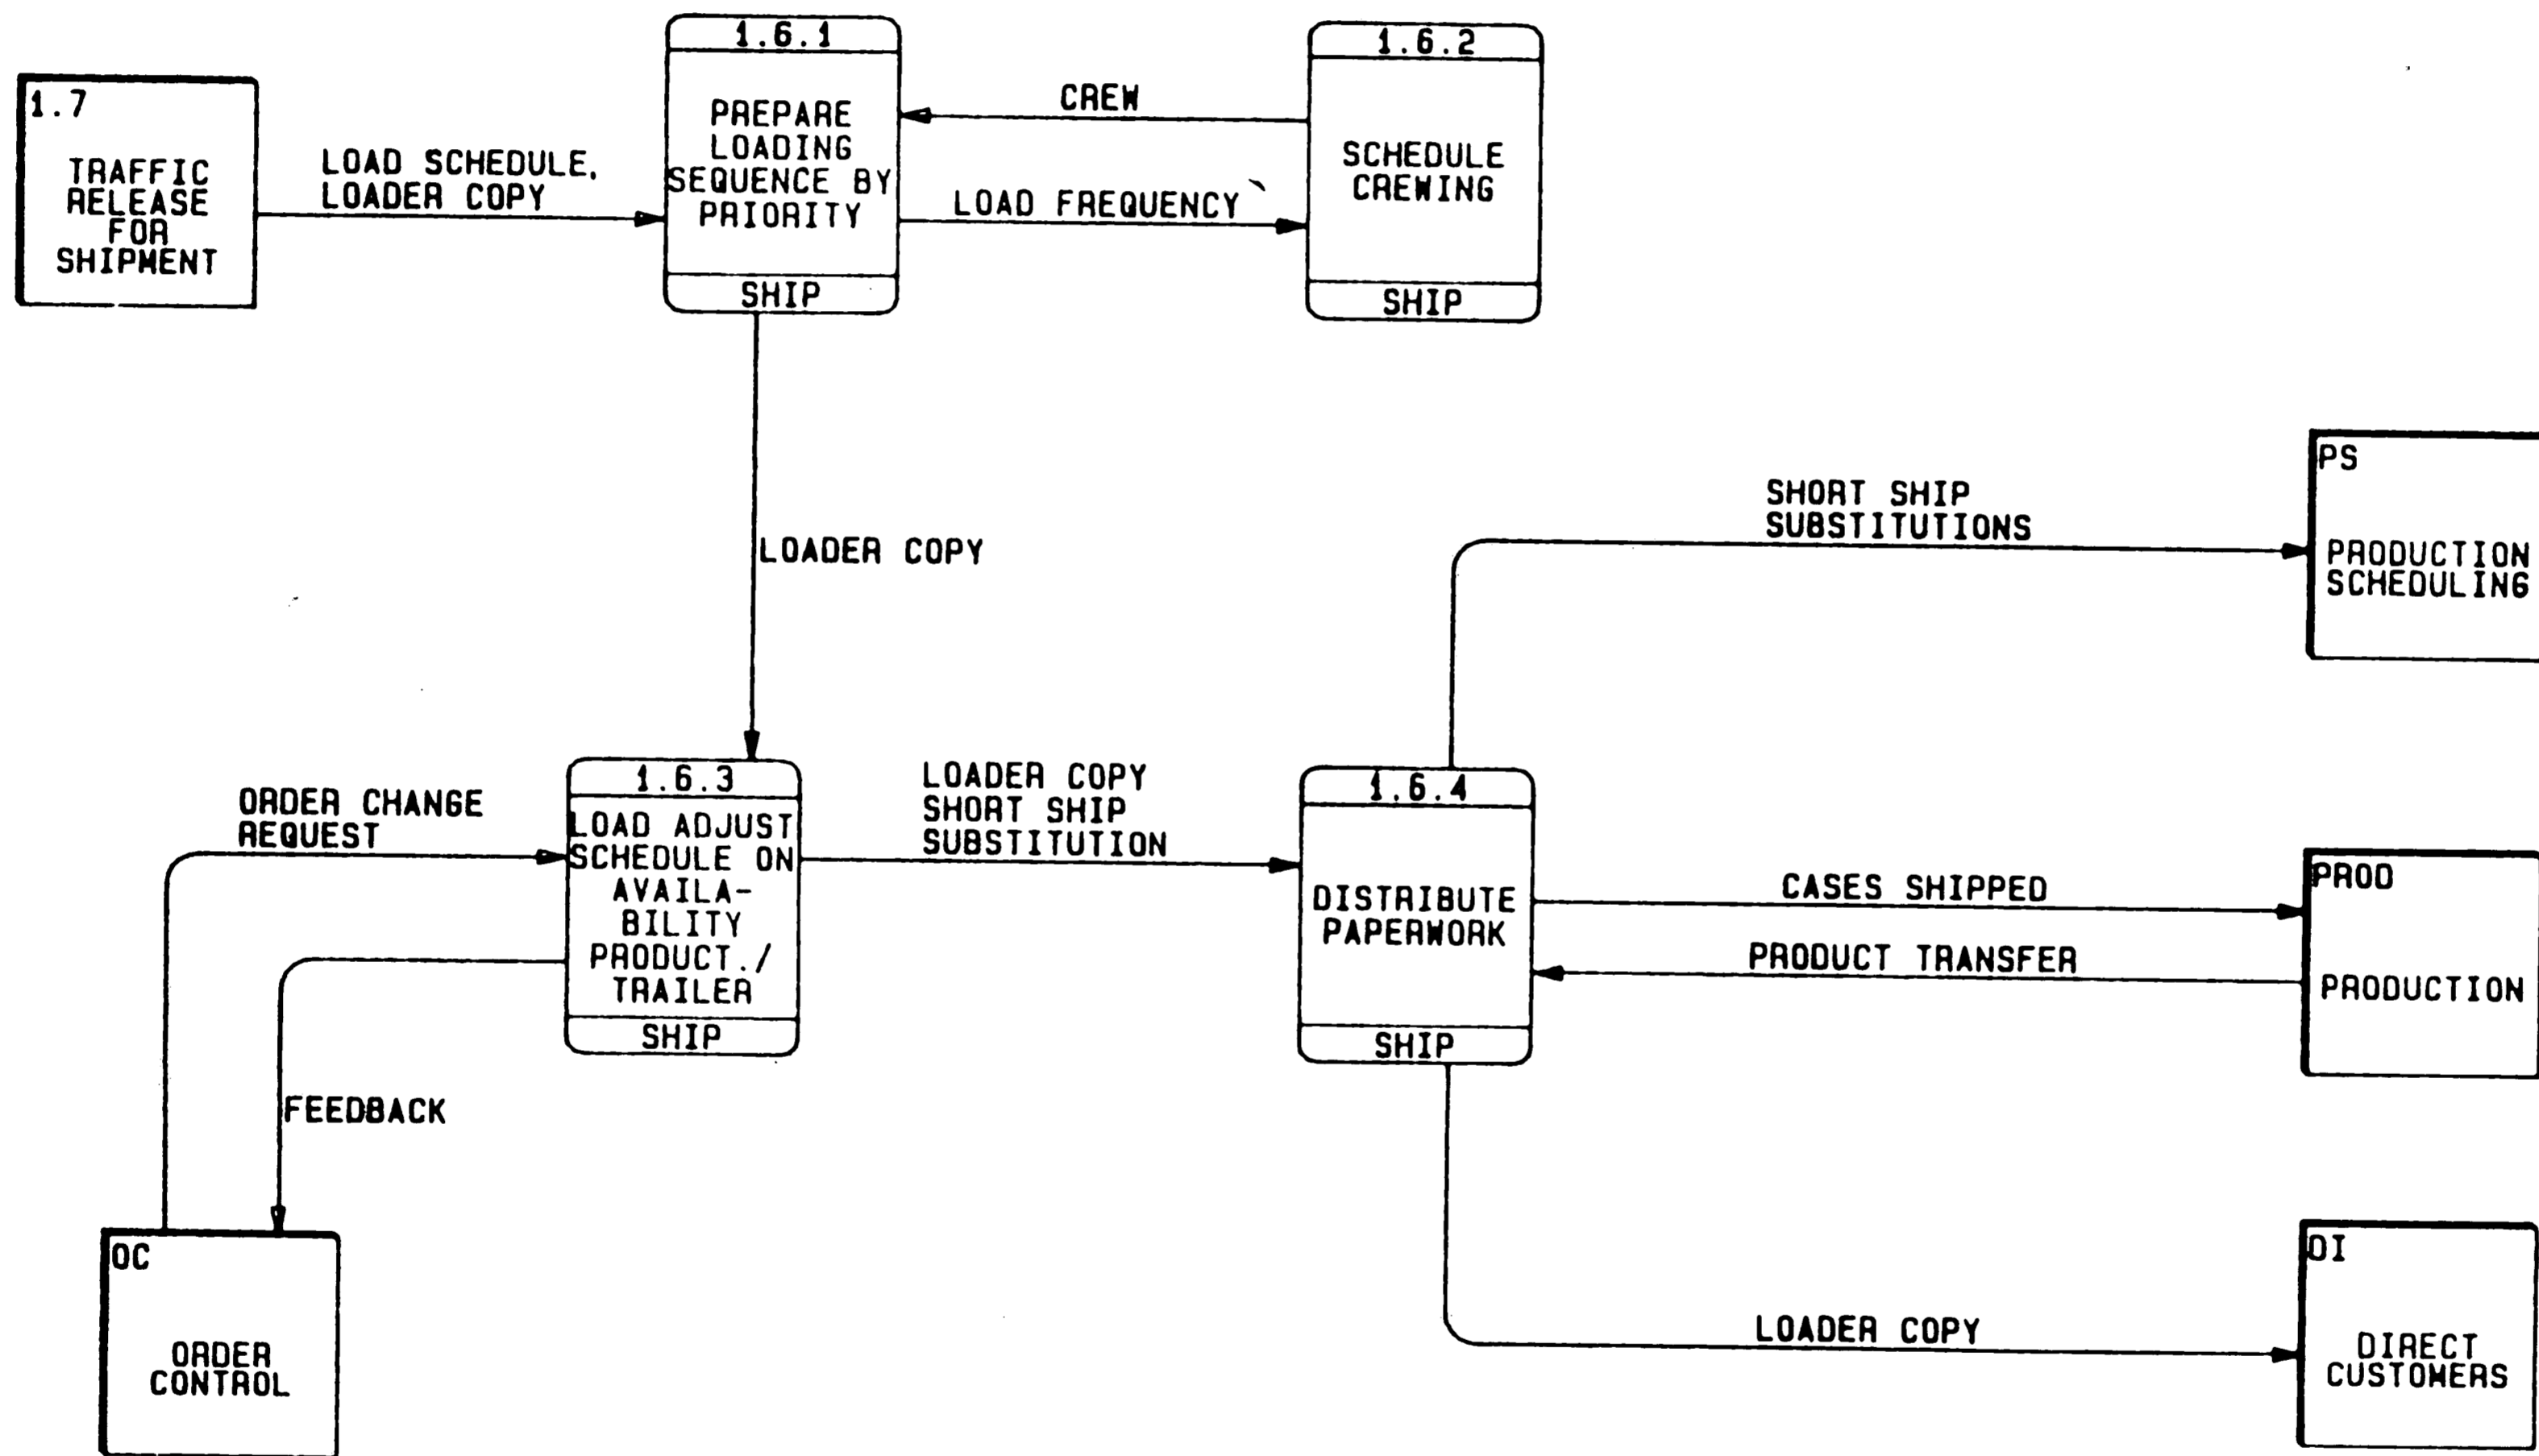 1.6.1
PREPARE
LOADING
SEQUENCE BY
PRIORITY
SHIP
1.6.2
SCHEDULE
CREWING
SHIP
1.7
TRAFFIC
RELEASE
FOR
SHIPMENT
LOAD SCHEDULE,
LOADER COPY
CREW
LOAD FREQUENCY
LOADER COPY
PS
PRODUCTION
SCHEDULING
SHORT SHIP
SUBSTITUTIONS
ORDER CHANGE
REQUEST
1.6.3
LOAD ADJUST
SCHEDULE ON
AVAILA-
BILITY
PRODUCT./
TRAILER
SHIP
LOADER COPY
SHORT SHIP
SUBSTITUTION
1.6.4
DISTRIBUTE
PAPERWORK
SHIP
CASES SHIPPED
PRODUCT TRANSFER
PROD
PRODUCTION
FEEDBACK
OC
ORDER
CONTROL
LOADER COPY
DI
DIRECT
CUSTOMERS